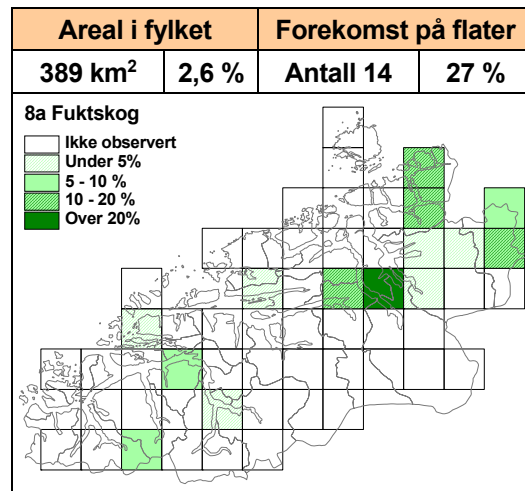 Areal i fylket Forekomst på flater
389 km² 2,6 % Antall 14 27 %
8a Fuktskog
Ikke observert
Under 5%
5 - 10 %
10 - 20 %
Over 20%